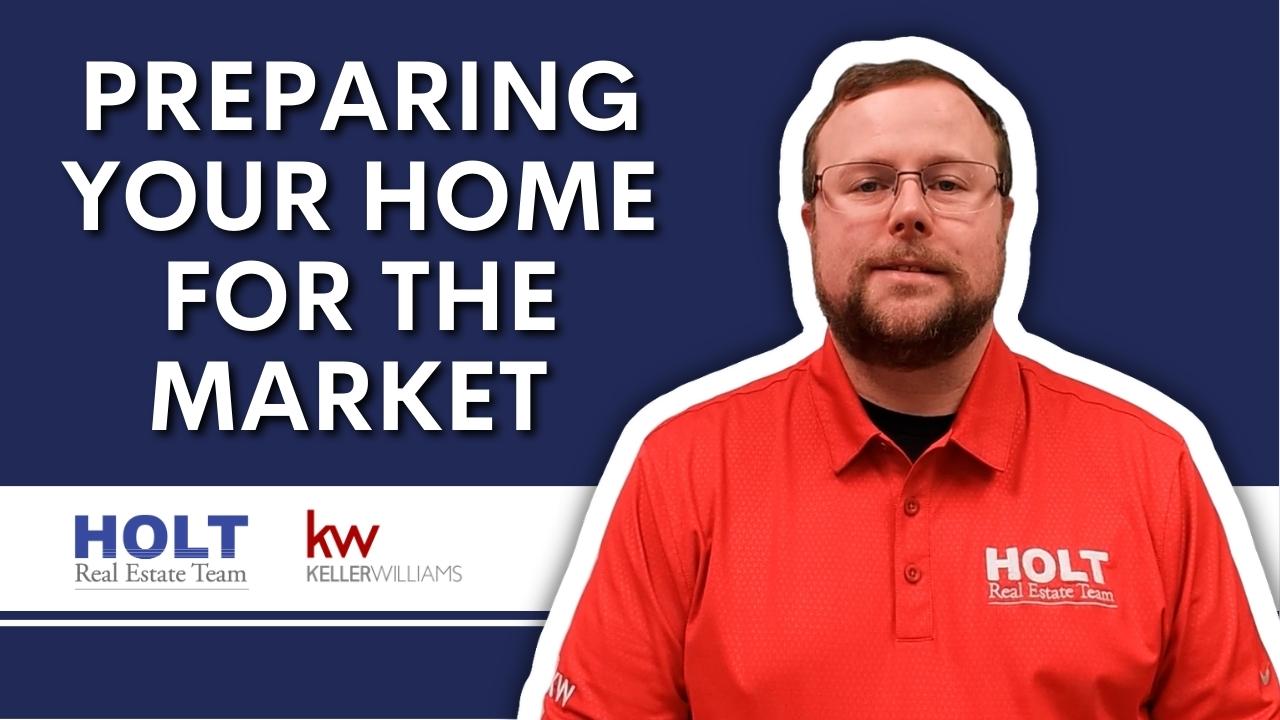 PREPARING
YOUR HOME
FOR THE
MARKET
HOLT
Real Estate Team
kw
KELLERWILLIAMS
HOLT
Real Estate Team
KW